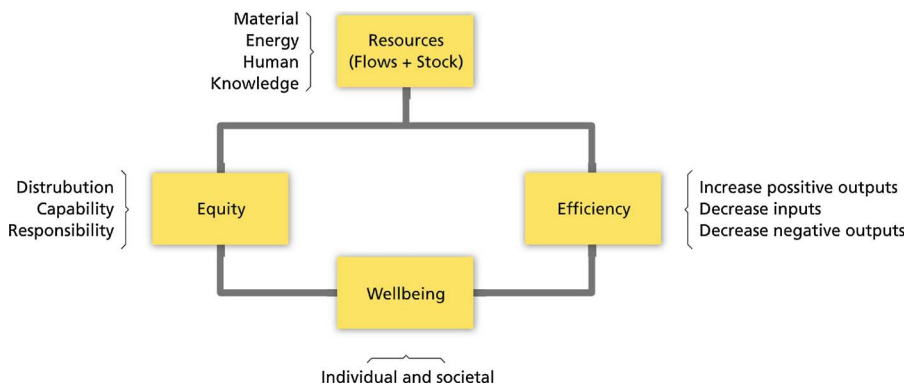 Material
Energy
Human
Knowledge
Resources
(Flows + Stock)
Distrubution
Capability
Responsibility
Equity
Efficiency
Increase possitive outputs
Decrease inputs
Decrease negative outputs
Wellbeing
Individual and societal